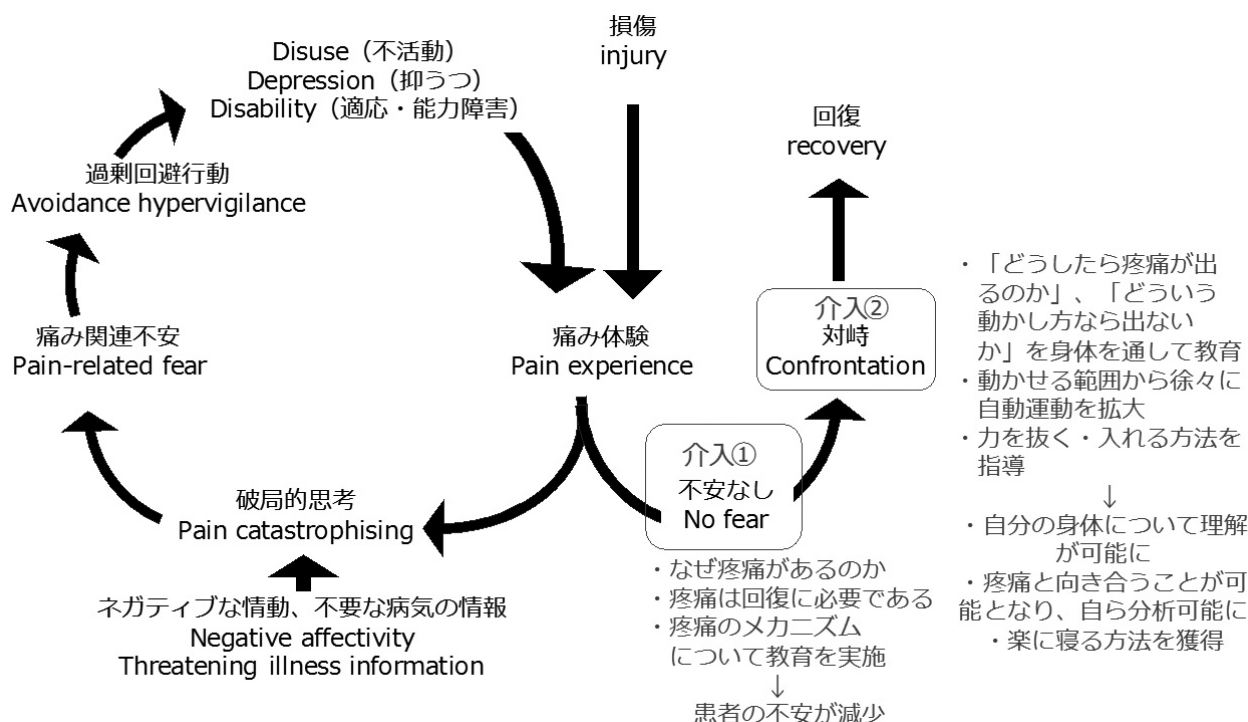 損傷
injury
Disuse（不活動）
Depression（抑うつ）
Disability（適応・能力障害）
回復
recovery
過剰回避行動
Avoidance hypervigilance
痛み関連不安
Pain-related fear
痛み体験
Pain experience
介入②
対峙
Confrontation
・「どうしたら疼痛が出
るのか」、「どういう
動かし方なら出ない
か」を身体を通して教育
・動かせる範囲から徐々に
自動運動を拡大
・力を抜く・入れる方法を
指導
↓
・自分の身体について理解
が可能に
・疼痛と向き合うことが可
能となり、自ら分析可能に
・楽に寝る方法を獲得
破局的思考
Pain catastrophising
介入①
不安なし
No fear
ネガティブな情動、不要な病気の情報
Negative affectivity
Threatening illness information
・なぜ疼痛があるのか
・疼痛は回復に必要である
・疼痛のメカニズム
について教育を実施
↓
患者の不安が減少